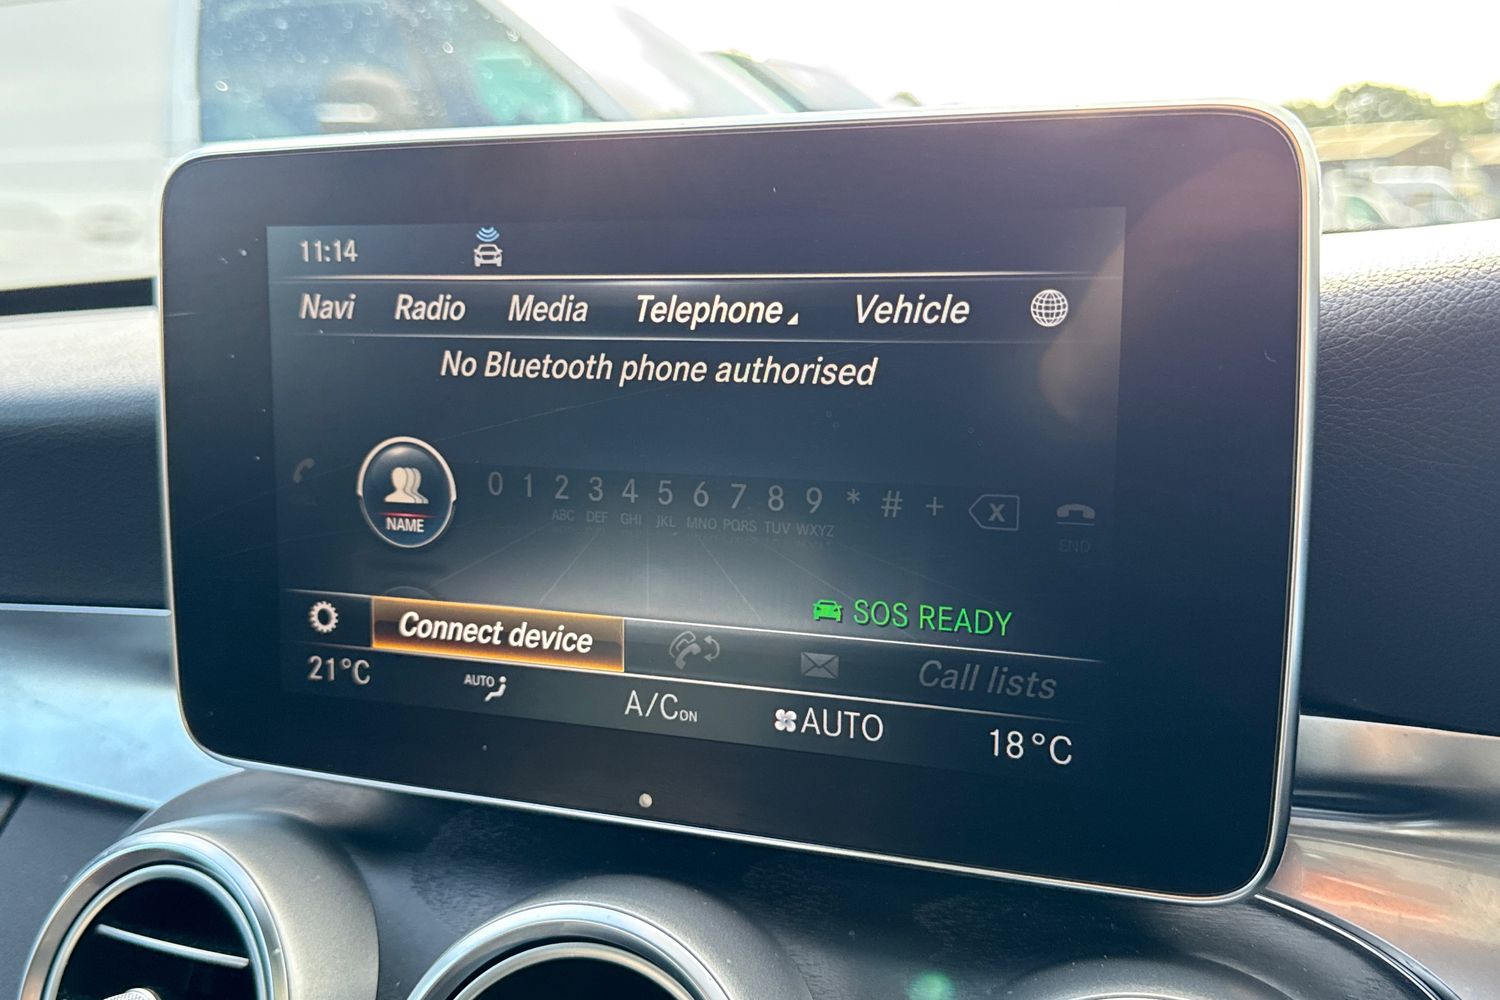 11:14
Navi Radio Media Telephone Vehicle
No Bluetooth phone authorised
0 1 2 3 4 5 6 7 8 9 * # + X
ABC DEF GHI JKL MNO PQRS TUV WXYZ
NAME
END
SOS READY
Connect device
Call lists
21°C AUTO A/C ON AUTO 18°C